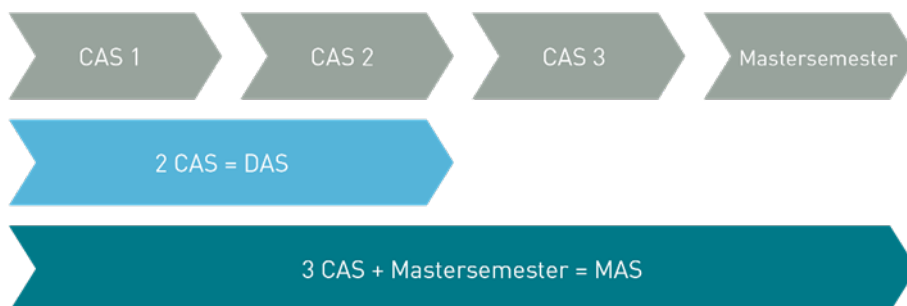 CAS 1
CAS 2
CAS 3
Mastersemester
2 CAS = DAS
3 CAS + Mastersemester = MAS